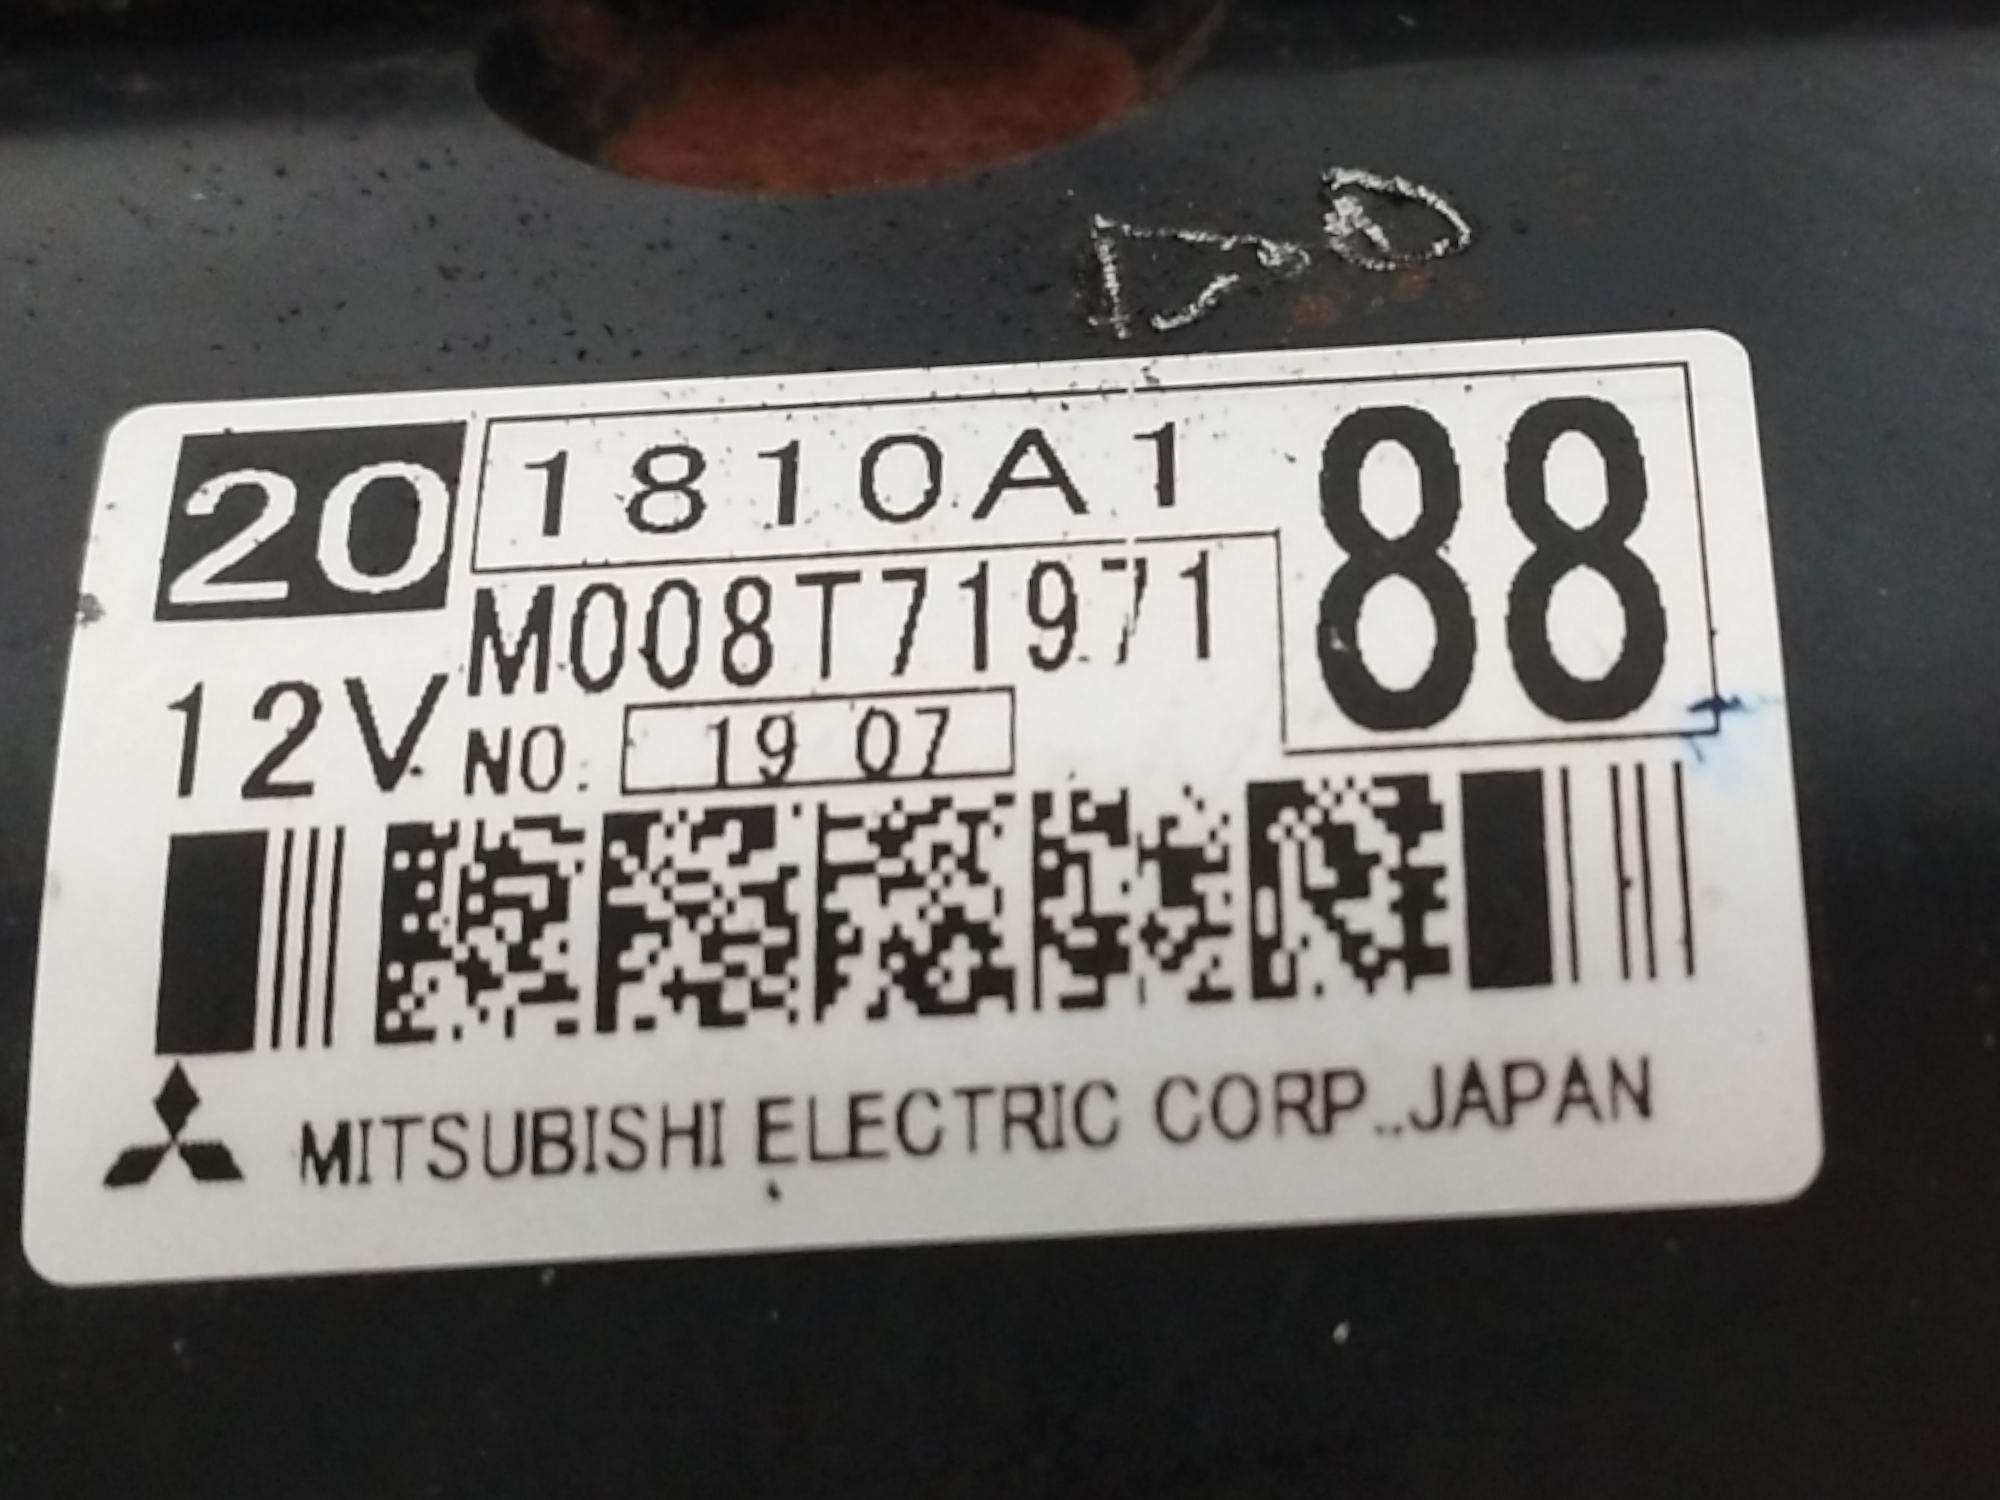 20 1810A1 88
M008T71971
12V NO. 19 07
MITSUBISHI ELECTRIC CORP.,JAPAN